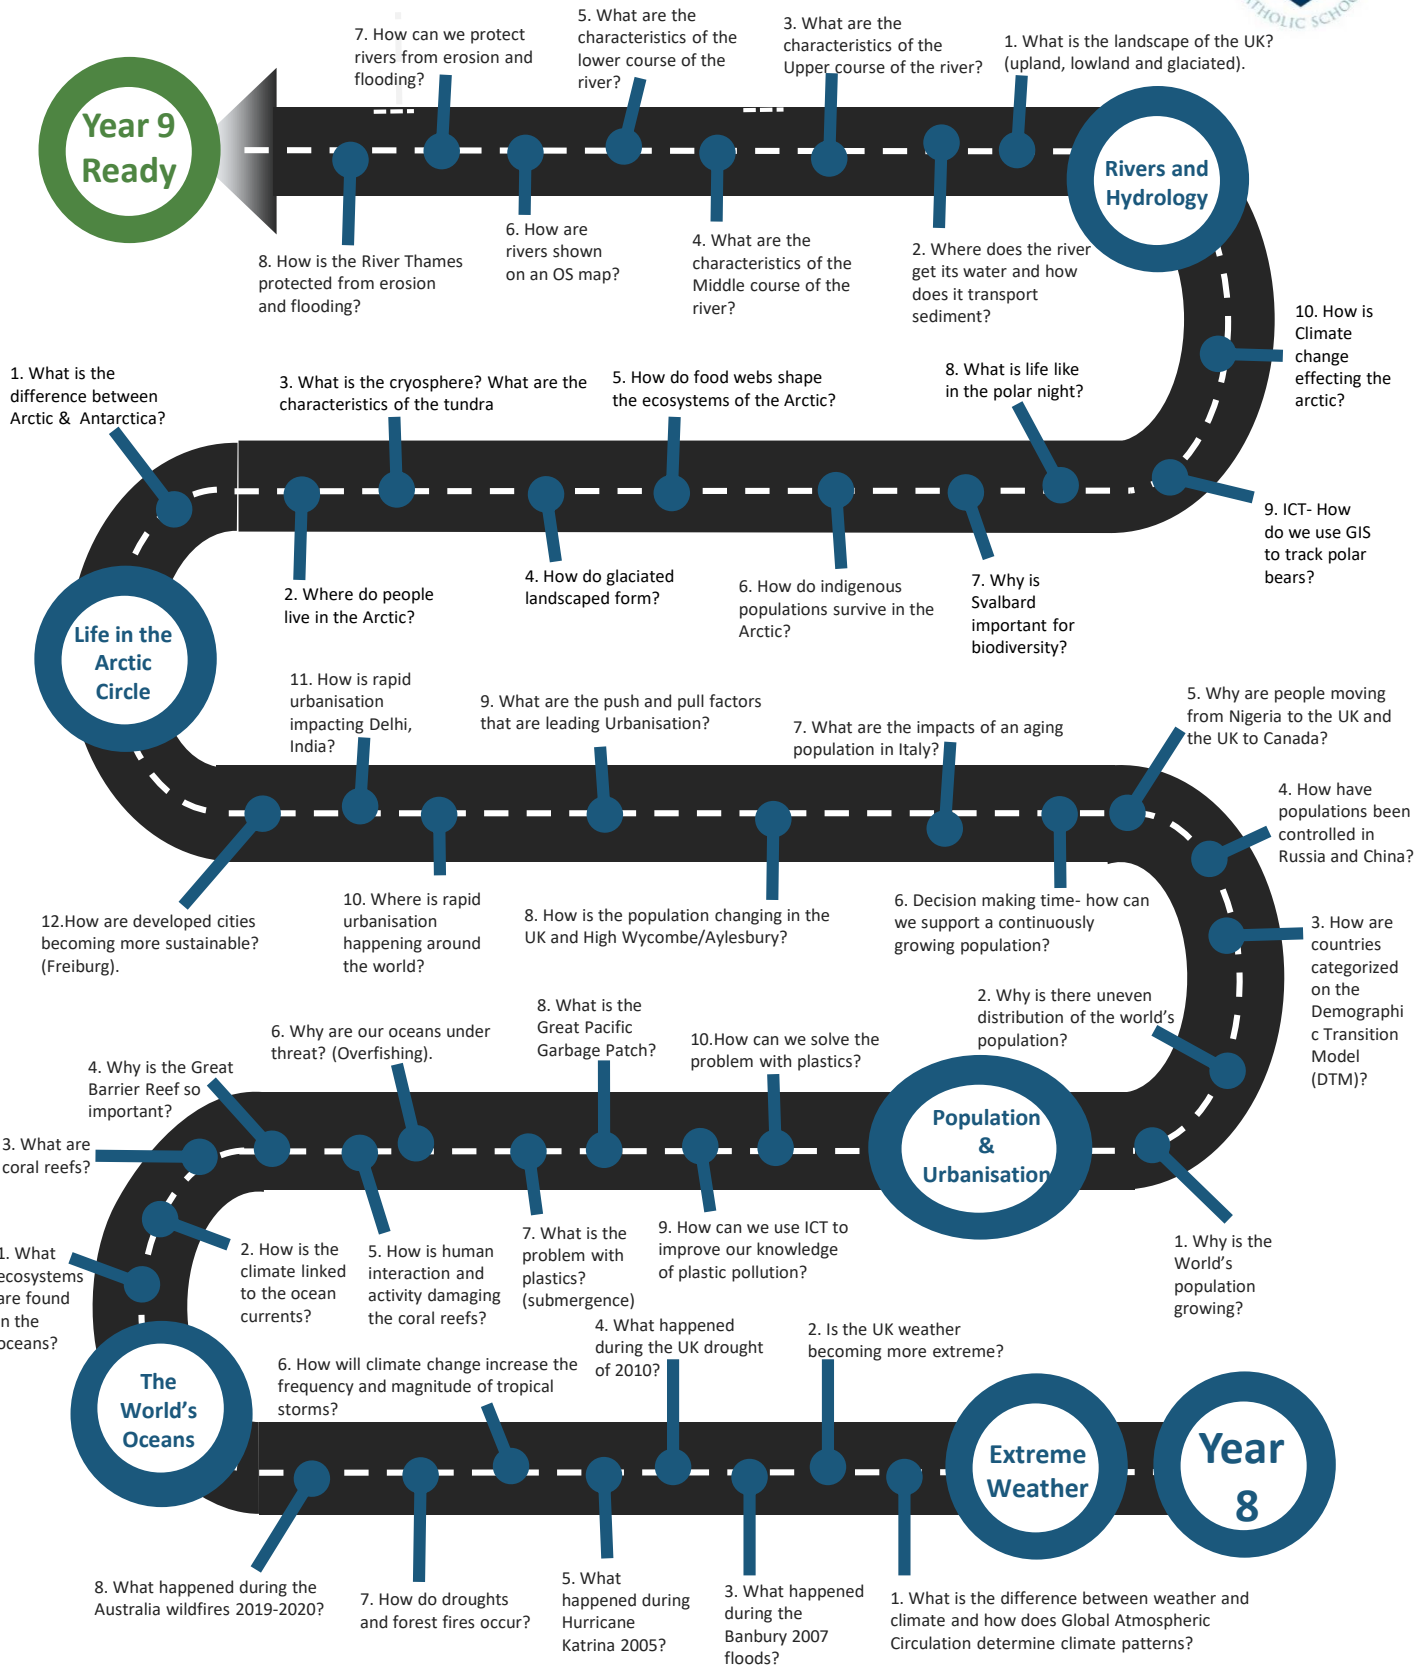 THOLIC SCHO
7. How can we protect
rivers from erosion and
flooding?
5. What are the
characteristics of the
lower course of the
river?
3. What are the
characteristics of the
Upper course of the river?
1. What is the landscape of the UK?
(upland, lowland and glaciated).
Year 9
Ready
Rivers and
Hydrology
8. How is the River Thames
protected from erosion
and flooding?
6. How are
rivers shown
on an OS map?
4. What are the
characteristics of the
Middle course of the
river?
2. Where does the river
get its water and how
does it transport
sediment?
10. How is
Climate
change
effecting the
arctic?
1. What is the
difference between
Arctic & Antarctica?
3. What is the cryosphere? What are the
characteristics of the tundra
5. How do food webs shape
the ecosystems of the Arctic?
8. What is life like
in the polar night?
9. ICT- How
do we use GIS
to track polar
bears?
2. Where do people
live in the Arctic?
4. How do glaciated
landscaped form?
6. How do indigenous
populations survive in the
Arctic?
7. Why is
Svalbard
important for
biodiversity?
Life in the
Arctic
Circle
11. How is rapid
urbanisation
impacting Delhi,
India?
9. What are the push and pull factors
that are leading Urbanisation?
7. What are the impacts of an aging
population in Italy?
5. Why are people moving
from Nigeria to the UK and
the UK to Canada?
4. How have
populations been
controlled in
Russia and China?
12.How are developed cities
becoming more sustainable?
(Freiburg).
10. Where is rapid
urbanisation
happening around
the world?
8. How is the population changing in the
UK and High Wycombe/Aylesbury?
6. Decision making time- how can
we support a continuously
growing population?
3. How are
countries
categorized
on the
Demographi
c Transition
Model
(DTM)?
2. Why is there uneven
distribution of the world's
population?
4. Why is the Great
Barrier Reef so
important?
6. Why are our oceans under
threat? (Overfishing).
8. What is the
Great Pacific
Garbage Patch?
10.How can we solve the
problem with plastics?
Population
&
Urbanisation
3. What are
coral reefs?
1. What
ecosystems
are found
in the
oceans?
2. How is the
climate linked
to the ocean
currents?
5. How is human
interaction and
activity damaging
the coral reefs?
7. What is the
problem with
plastics?
(submergence)
9. How can we use ICT to
improve our knowledge
of plastic pollution?
1. Why is the
World's
population
growing?
The
World's
Oceans
6. How will climate change increase the
frequency and magnitude of tropical
storms?
4. What happened
during the UK drought
of 2010?
2. Is the UK weather
becoming more extreme?
Extreme
Weather
Year
8
8. What happened during the
Australia wildfires 2019-2020?
7. How do droughts
and forest fires occur?
5. What
happened during
Hurricane
Katrina 2005?
3. What happened
during the
Banbury 2007
floods?
1. What is the difference between weather and
climate and how does Global Atmospheric
Circulation determine climate patterns?